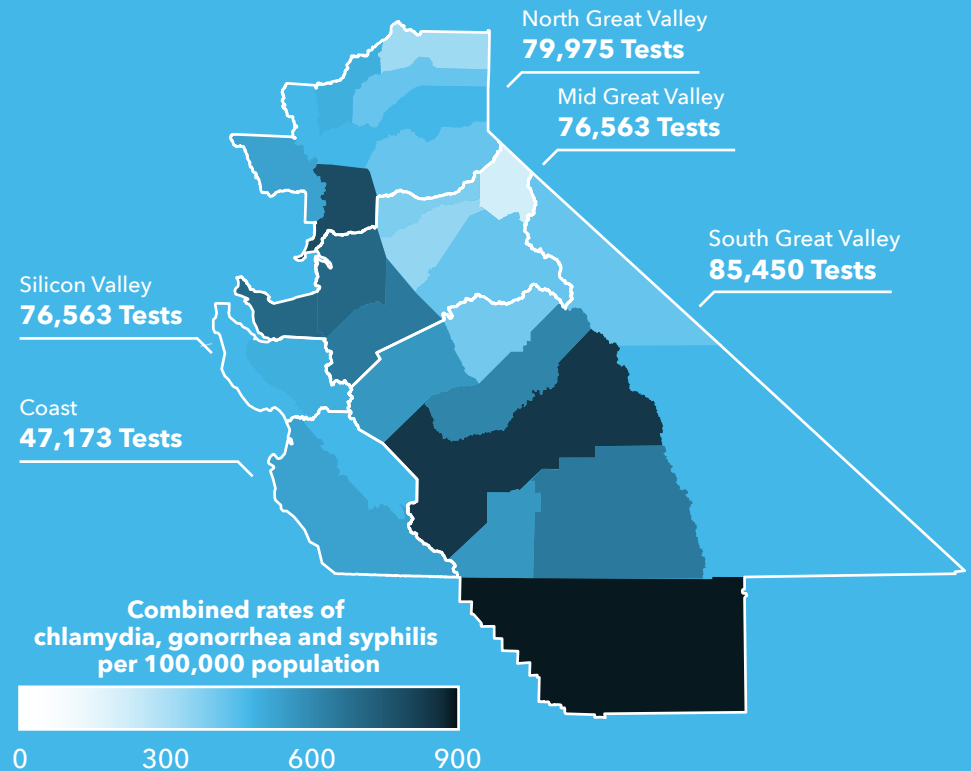 North Great Valley
79,975 Tests
Mid Great Valley
76,563 Tests
South Great Valley
85,450 Tests
Silicon Valley
76,563 Tests
Coast
47,173 Tests
Combined rates of
chlamydia, gonorrhea and syphilis
per 100,000 population
0 300 600 900